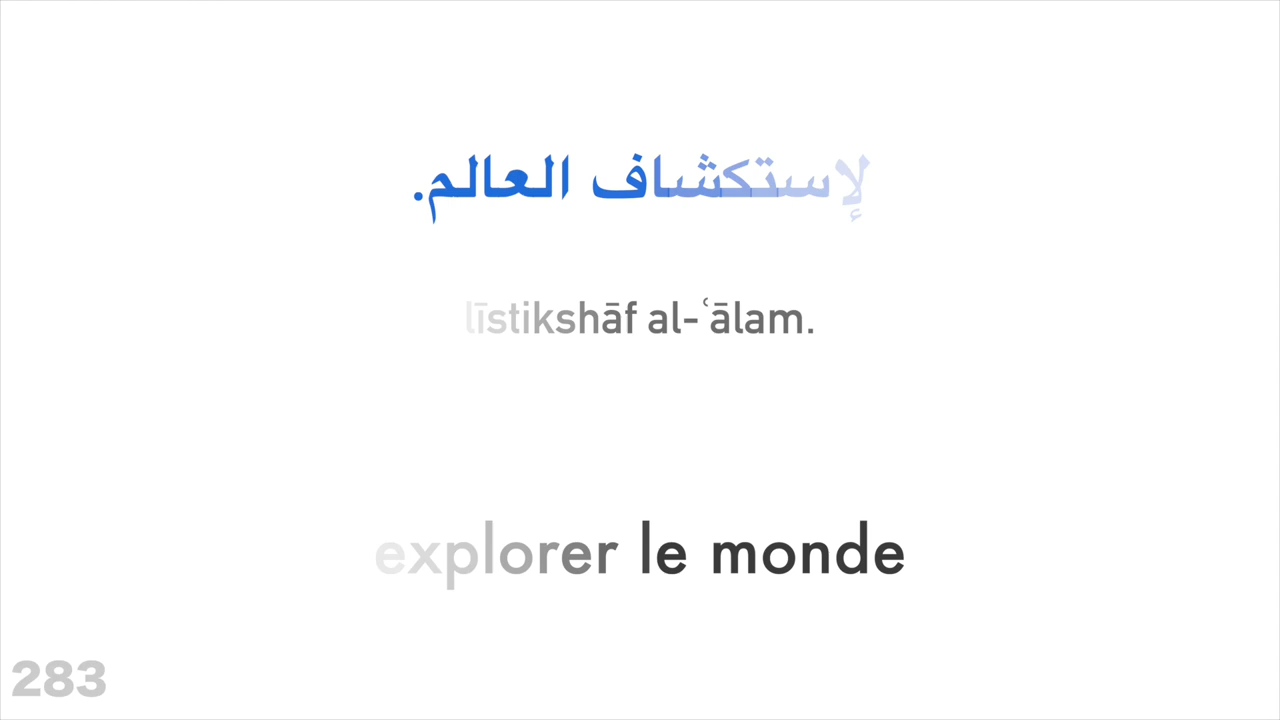 لإستكشاف العالم.
līstikshāf al-ʿālam.
explorer le monde
283